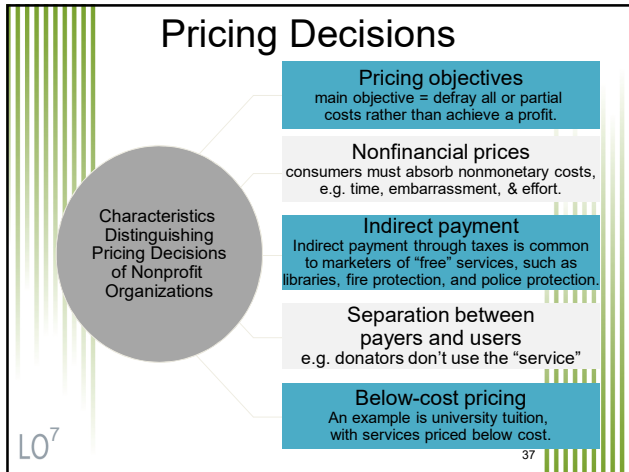 Pricing Decisions
Pricing objectives
main objective = defray all or partial
costs rather than achieve a profit.
Nonfinancial prices
consumers must absorb nonmonetary costs,
e.g. time, embarrassment, & effort.
Characteristics
Distinguishing
Pricing Decisions
of Nonprofit
Organizations
Indirect payment
Indirect payment through taxes is common
to marketers of “free” services, such as
libraries, fire protection, and police protection.
Separation between
payers and users
e.g. donators don’t use the “service”
Below-cost pricing
An example is university tuition,
with services priced below cost.
LO7
37